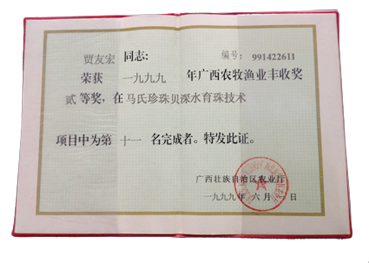 贾友宏 同志: 编号: 991422611
荣获 一九九九 年广西农牧渔业丰收奖
贰等奖,在马氏珍珠贝深水育珠技术
项目中为第 十一 名完成者。特发此证。
广西壮族自治区农业厅
一九九九年六月 日